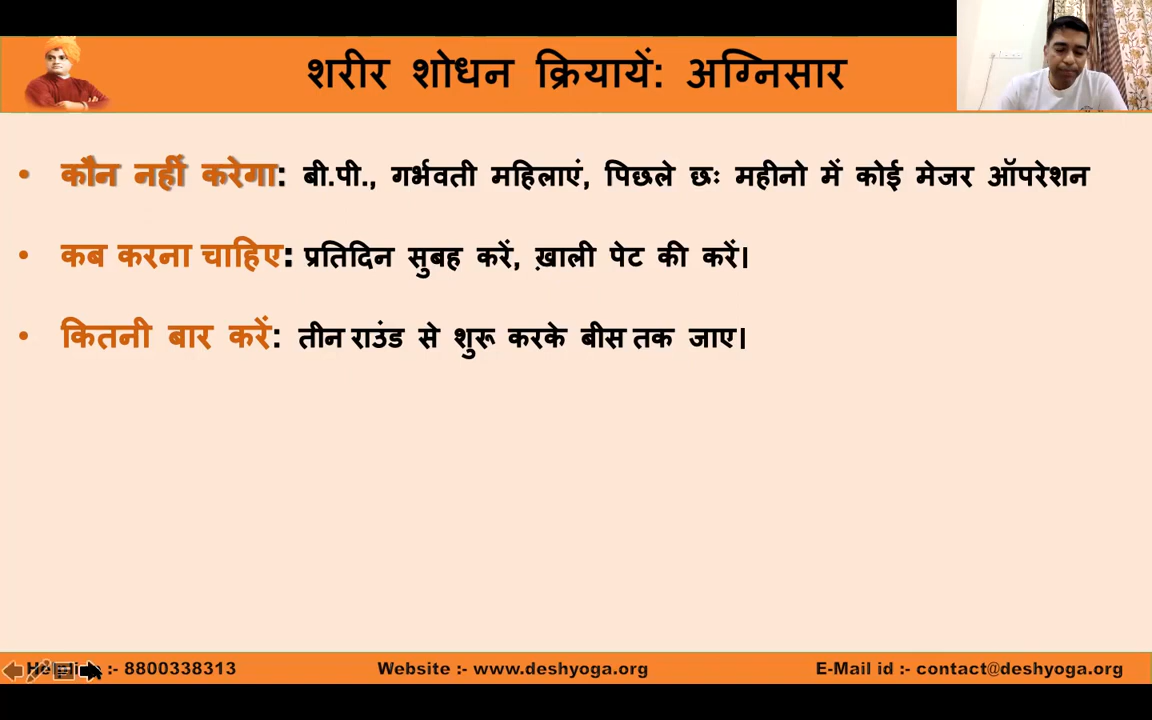 शरीर शोधन क्रियायें: अग्निसार
• कौन नहीं करेगा: बी.पी., गर्भवती महिलाएं, पिछले छः महीनो में कोई मेजर ऑपरेशन
• कब करना चाहिए: प्रतिदिन सुबह करें, ख़ाली पेट की करें।
• कितनी बार करें: तीन राउंड से शुरू करके बीस तक जाए।
:- 8800338313 Website :- www.deshyoga.org E-Mail id :- contact@deshyoga.org